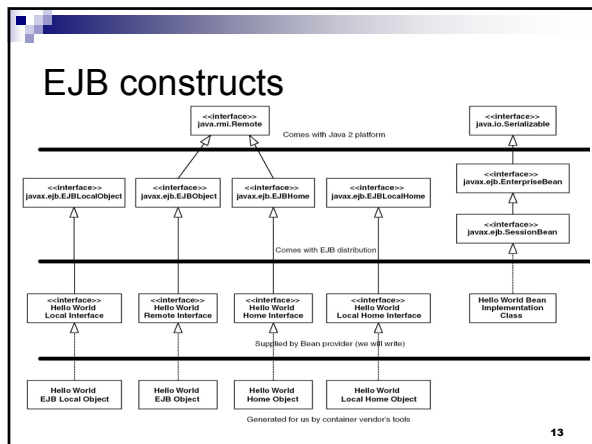 EJB constructs
<<interface>>
java.rmi.Remote
<<interface>>
java.io.Serializable
Comes with Java 2 platform
<<interface>>
javax.ejb.EJBLocalObject
<<interface>>
javax.ejb.EJBObject
<<interface>>
javax.ejb.EJBHome
<<interface>>
javax.ejb.EJBLocalHome
<<interface>>
javax.ejb.EnterpriseBean
<<interface>>
javax.ejb.SessionBean
Comes with EJB distribution
<<interface>>
Hello World
Local Interface
<<interface>>
Hello World
Remote Interface
<<interface>>
Hello World
Home Interface
<<interface>>
Hello World
Local Home Interface
Hello World Bean
Implementation
Class
Supplied by Bean provider (we will write)
Hello World
EJB Local Object
Hello World
EJB Object
Hello World
Home Object
Hello World
Local Home Object
Generated for us by container vendor's tools
13